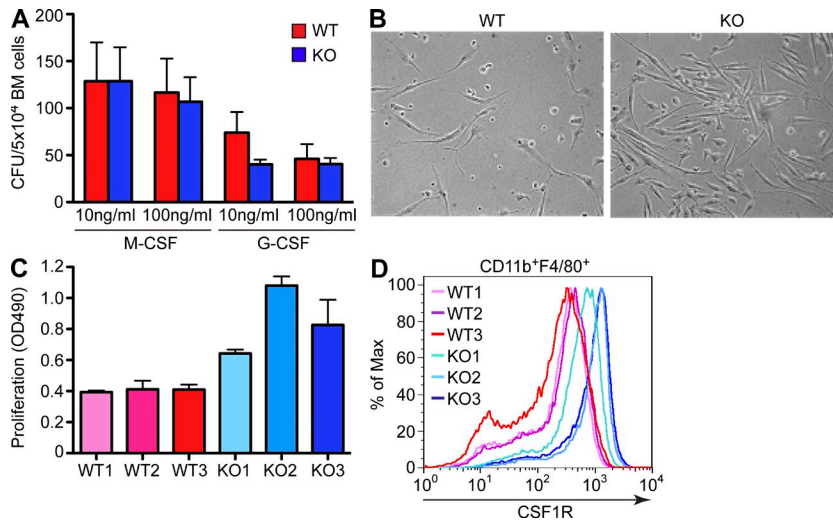 A
CFU/5x10⁴ BM cells
200
150
100
50
0
WT
KO
10ng/ml 100ng/ml 10ng/ml 100ng/ml
M-CSF G-CSF
B
WT KO
C
Proliferation (OD490)
1.2
1.0
0.8
0.6
0.4
0.2
0
WT1 WT2 WT3 KO1 KO2 KO3
D
CD11b⁺F4/80⁺
% of Max
100
80
60
40
20
0
WT1
WT2
WT3
KO1
KO2
KO3
10⁰ 10¹ 10² 10³ 10⁴
CSF1R